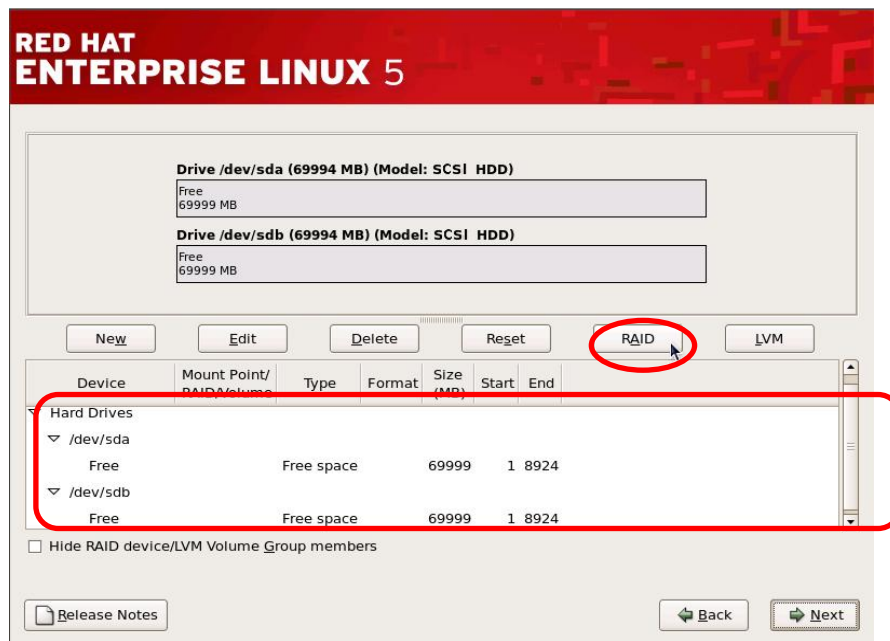 RED HAT
ENTERPRISE LINUX 5
Drive /dev/sda (69994 MB) (Model: SCSI HDD)
Free
69999 MB
Drive /dev/sdb (69994 MB) (Model: SCSI HDD)
Free
69999 MB
New Edit Delete Reset RAID LVM
Device Mount Point/ RAID/Volume Type Format Size (MB) Start End
Hard Drives
/dev/sda
Free Free space 69999 1 8924
/dev/sdb
Free Free space 69999 1 8924
Hide RAID device/LVM Volume Group members
Release Notes Back Next